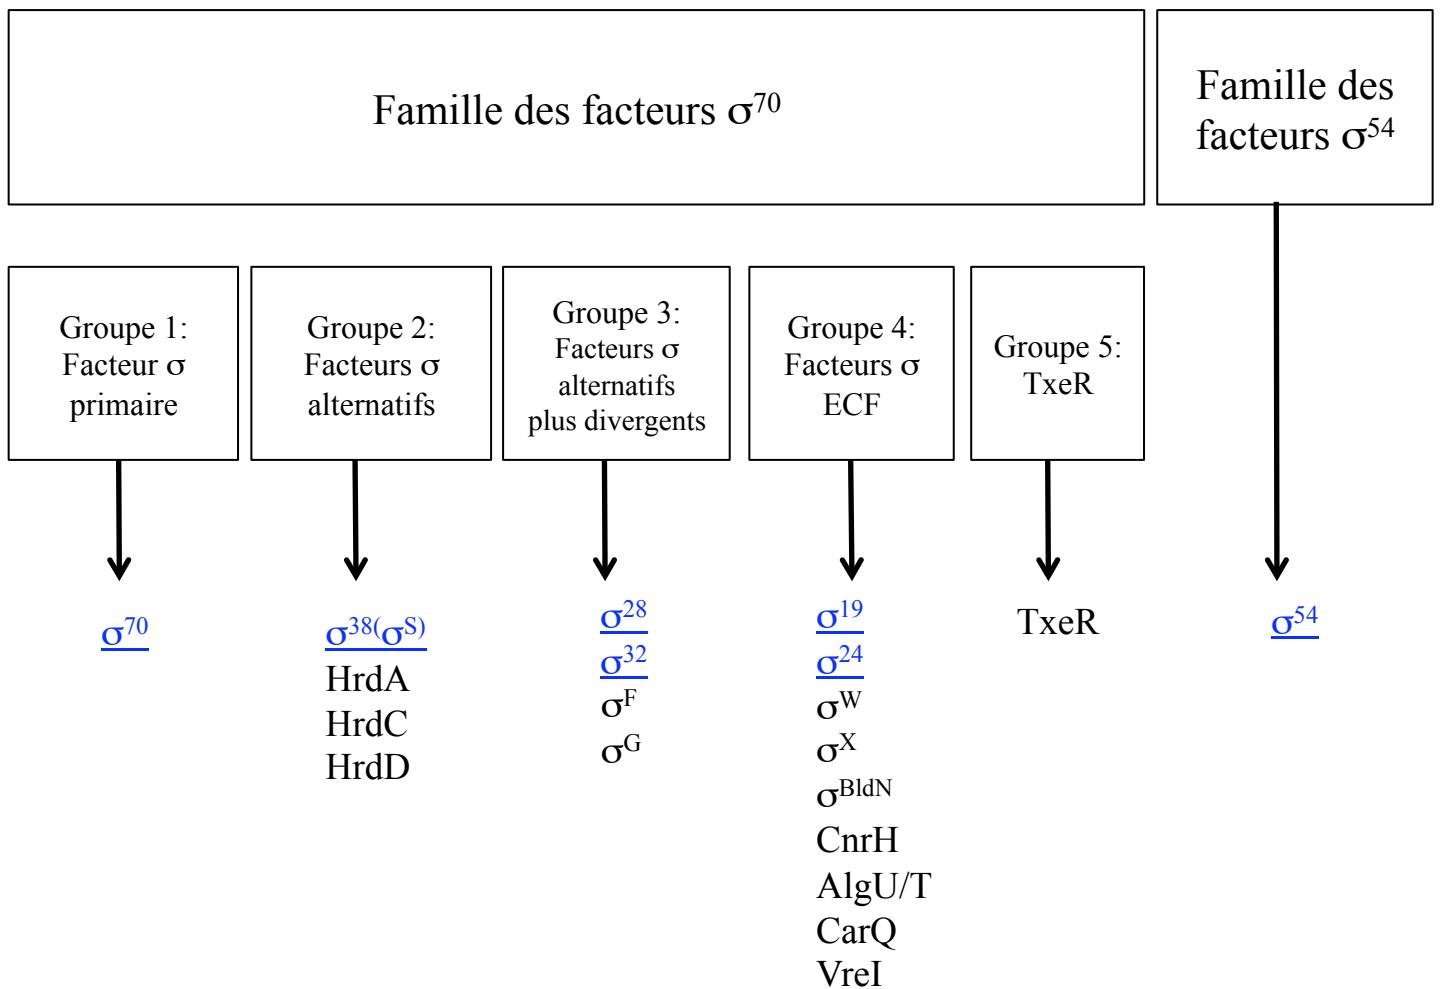 Famille des facteurs σ⁷⁰
Famille des
facteurs σ⁵⁴
Groupe 1:
Facteur σ
primaire
Groupe 2:
Facteurs σ
alternatifs
Groupe 3:
Facteurs σ
alternatifs
plus divergents
Groupe 4:
Facteurs σ
ECF
Groupe 5:
TxeR
σ⁷⁰
σ³⁸⁽σˢ⁾
HrdA
HrdC
HrdD
σ²⁸
σ³²
σF
σG
σ¹⁹
σ²⁴
σW
σX
σBldN
CnrH
AlgU/T
CarQ
VreI
TxeR
σ⁵⁴